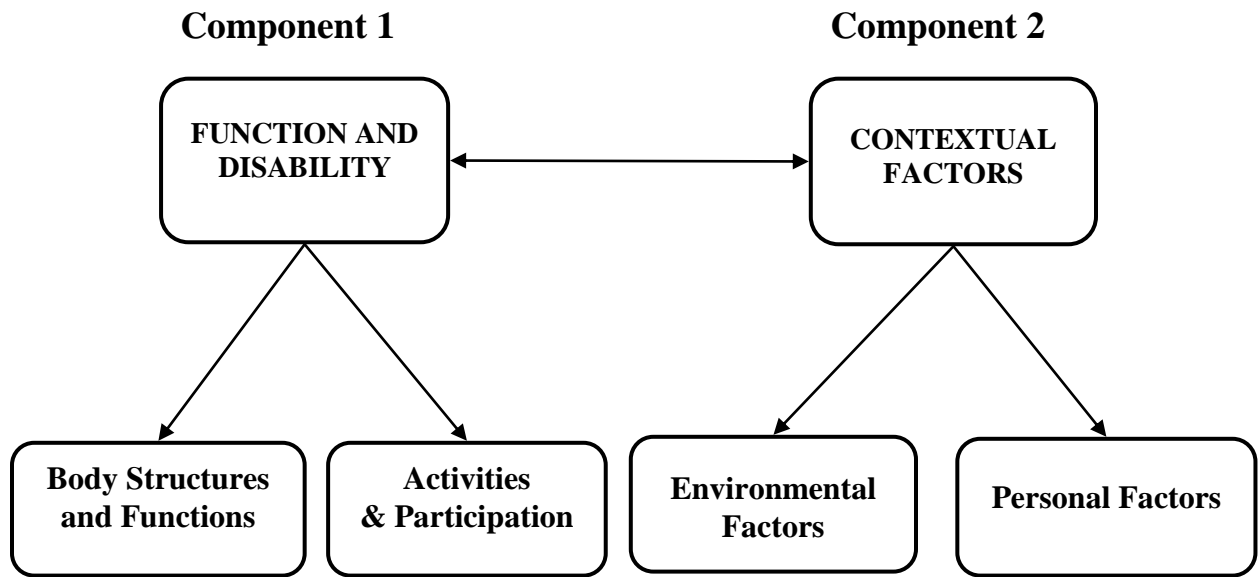 Component 1
Component 2
FUNCTION AND
DISABILITY
CONTEXTUAL
FACTORS
Body Structures
and Functions
Activities
& Participation
Environmental
Factors
Personal Factors